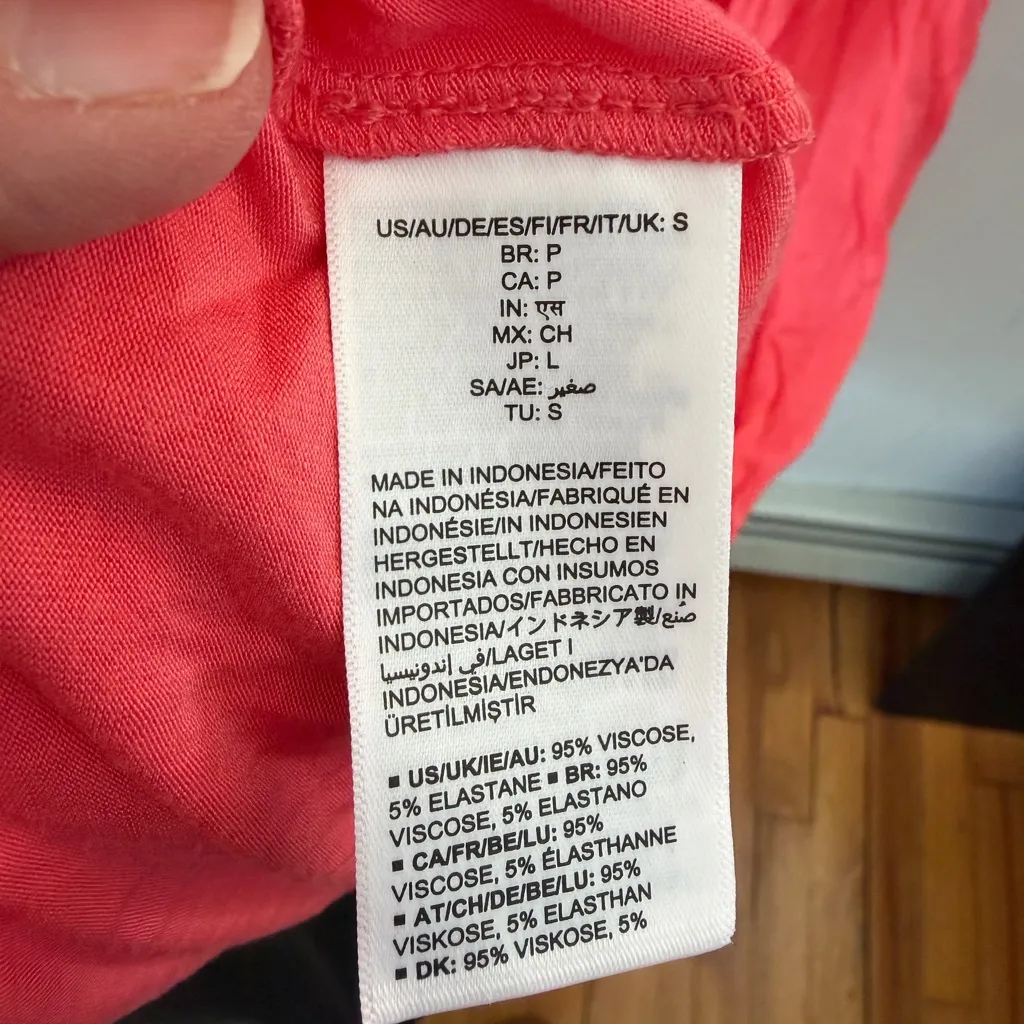 US/AU/DE/ES/FI/FR/IT/UK: S
BR: P
CA: P
IN: एस
MX: CH
JP: L
SA/AE: صغير
TU: S
MADE IN INDONESIA/FEITO
NA INDONÉSIA/FABRIQUÉ EN
INDONÉSIE/IN INDONESIEN
HERGESTELLT/HECHO EN
INDONESIA CON INSUMOS
IMPORTADOS/FABBRICATO IN
INDONESIA/インドネシア製/صُنع
في إندونيسيا/LAGET I
INDONESIA/ENDONEZYA'DA
ÜRETİLMİŞTİR
▪ US/UK/IE/AU: 95% VISCOSE,
5% ELASTANE ▪ BR: 95%
VISCOSE, 5% ELASTANO
▪ CA/FR/BE/LU: 95%
VISCOSE, 5% ÉLASTHANNE
▪ AT/CH/DE/BE/LU: 95%
VISKOSE, 5% ELASTHAN
▪ DK: 95% VISKOSE, 5%